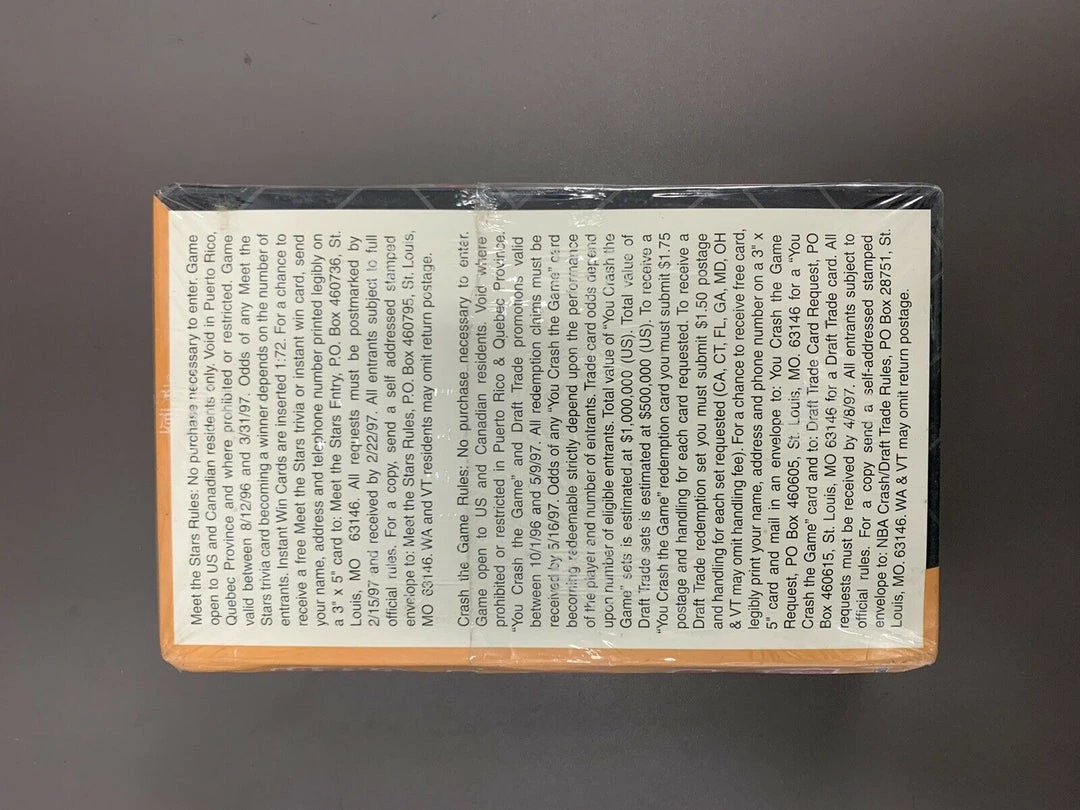 Meet the Stars Rules: No purchase necessary to enter. Game
open to US and Canadian residents only. Void in Puerto Rico,
Quebec Province and where prohibited or restricted. Game
valid between 8/12/96 and 3/31/97. Odds of any Meet the
Stars trivia card becoming a winner depends on the number of
entrants. Instant Win Cards are inserted 1:72. For a chance to
receive a free Meet the Stars trivia or instant win card, send
your name, address and telephone number printed legibly on
a 3" x 5" card to: Meet the Stars Entry, P.O. Box 460736, St.
Louis, MO 63146. All requests must be postmarked by
2/15/97 and received by 2/22/97. All entrants subject to full
official rules. For a copy, send a self addressed stamped
envelope to: Meet the Stars Rules, P.O. Box 460795, St. Louis,
MO 63146. WA and VT residents may omit return postage.
Crash the Game Rules: No purchase necessary to enter.
Game open to US and Canadian residents. Void where
prohibited or restricted in Puerto Rico & Quebec Province.
"You Crash the Game" and Draft Trade promotions valid
between 10/1/96 and 5/9/97. All redemption claims must be
received by 5/16/97. Odds of any "You Crash the Game" card
becoming redeemable strictly depend upon the performance
of the player and number of entrants. Trade card odds depend
upon number of eligible entrants. Total value of "You Crash the
Game" sets is estimated at $1,000,000 (US). Total value of
Draft Trade sets is estimated at $500,000 (US). To receive a
"You Crash the Game" redemption card you must submit $1.75
postage and handling for each card requested. To receive a
Draft Trade redemption set you must submit $1.50 postage
and handling for each set requested (CA, CT, FL, GA, MD, OH
& VT may omit handling fee). For a chance to receive free card,
legibly print your name, address and phone number on a 3" x
5" card and mail in an envelope to: You Crash the Game
Request, PO Box 460605, St. Louis, MO. 63146 for a "You
Crash the Game" card and to: Draft Trade Card Request, PO
Box 460615, St. Louis, MO 63146 for a Draft Trade card. All
requests must be received by 4/8/97. All entrants subject to
official rules. For a copy send a self-addressed stamped
envelope to: NBA Crash/Draft Trade Rules, PO Box 28751, St.
Louis, MO. 63146. WA & VT may omit return postage.